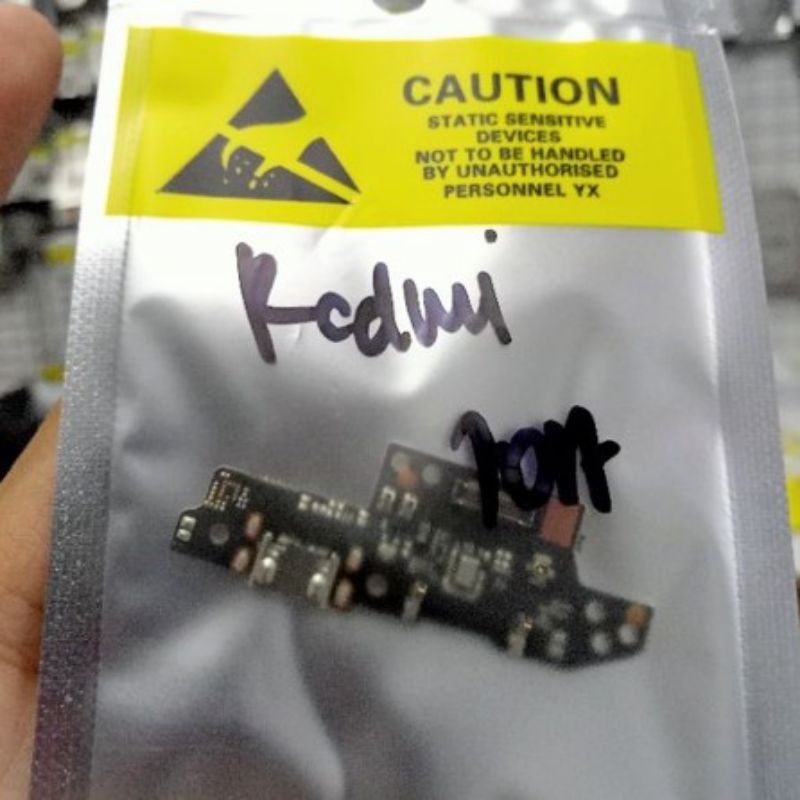 CAUTION
STATIC SENSITIVE
DEVICES
NOT TO BE HANDLED
BY UNAUTHORISED
PERSONNEL YX
Redmi
10A